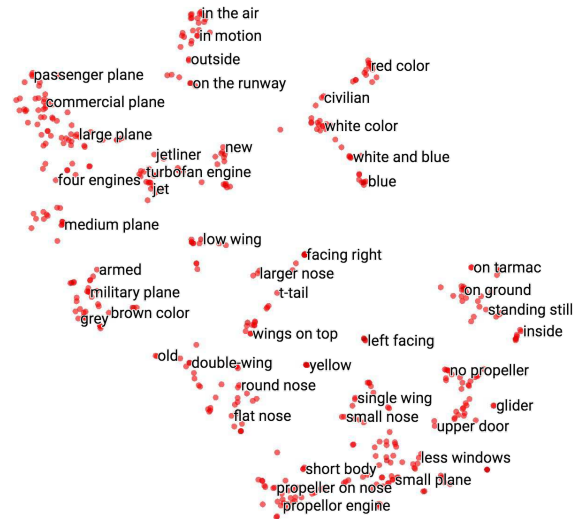 in the air
in motion
outside
on the runway
red color
passenger plane
commercial plane
civilian
large plane
white color
jetliner
new
white and blue
turbofan engine
four engines
jet
blue
medium plane
low wing
facing right
armed
larger nose
on tarmac
military plane
t-tail
on ground
brown color
grey
standing still
wings on top
inside
left facing
old
double-wing
yellow
no propeller
round nose
single wing
glider
flat nose
small nose
upper door
less windows
short body
small plane
propeller on nose
propellor engine